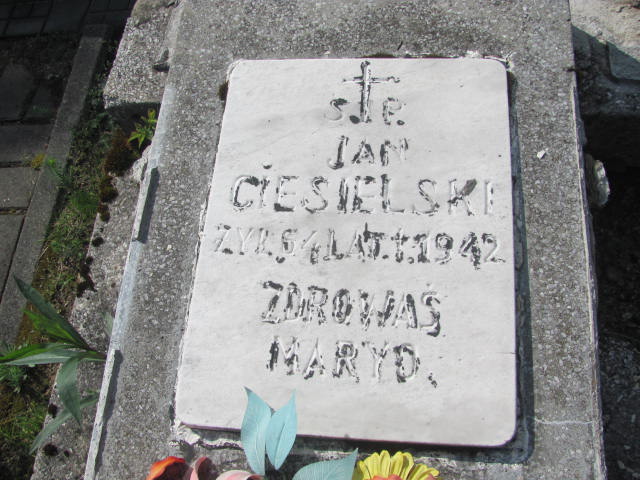 Ś.P.
JAN
CIESIELSKI
ŻYŁ.54 LAT.†.1942
ZDROWAŚ
MARYO.